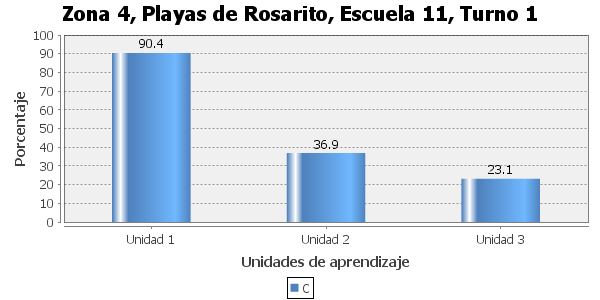 Zona 4, Playas de Rosarito, Escuela 11, Turno 1
Porcentaje
100
90
80
70
60
50
40
30
20
10
0
90.4
36.9
23.1
Unidad 1
Unidad 2
Unidad 3
Unidades de aprendizaje
C